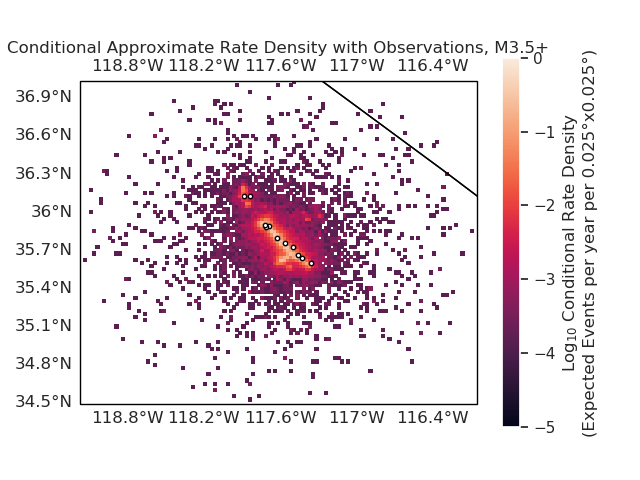 Conditional Approximate Rate Density with Observations, M3.5+
118.8°W 118.2°W 117.6°W 117°W 116.4°W
36.9°N
36.6°N
36.3°N
36°N
35.7°N
35.4°N
35.1°N
34.8°N
34.5°N
118.8°W 118.2°W 117.6°W 117°W 116.4°W
0
−1
−2
−3
−4
−5
Log₁₀ Conditional Rate Density
(Expected Events per year per 0.025°x0.025°)